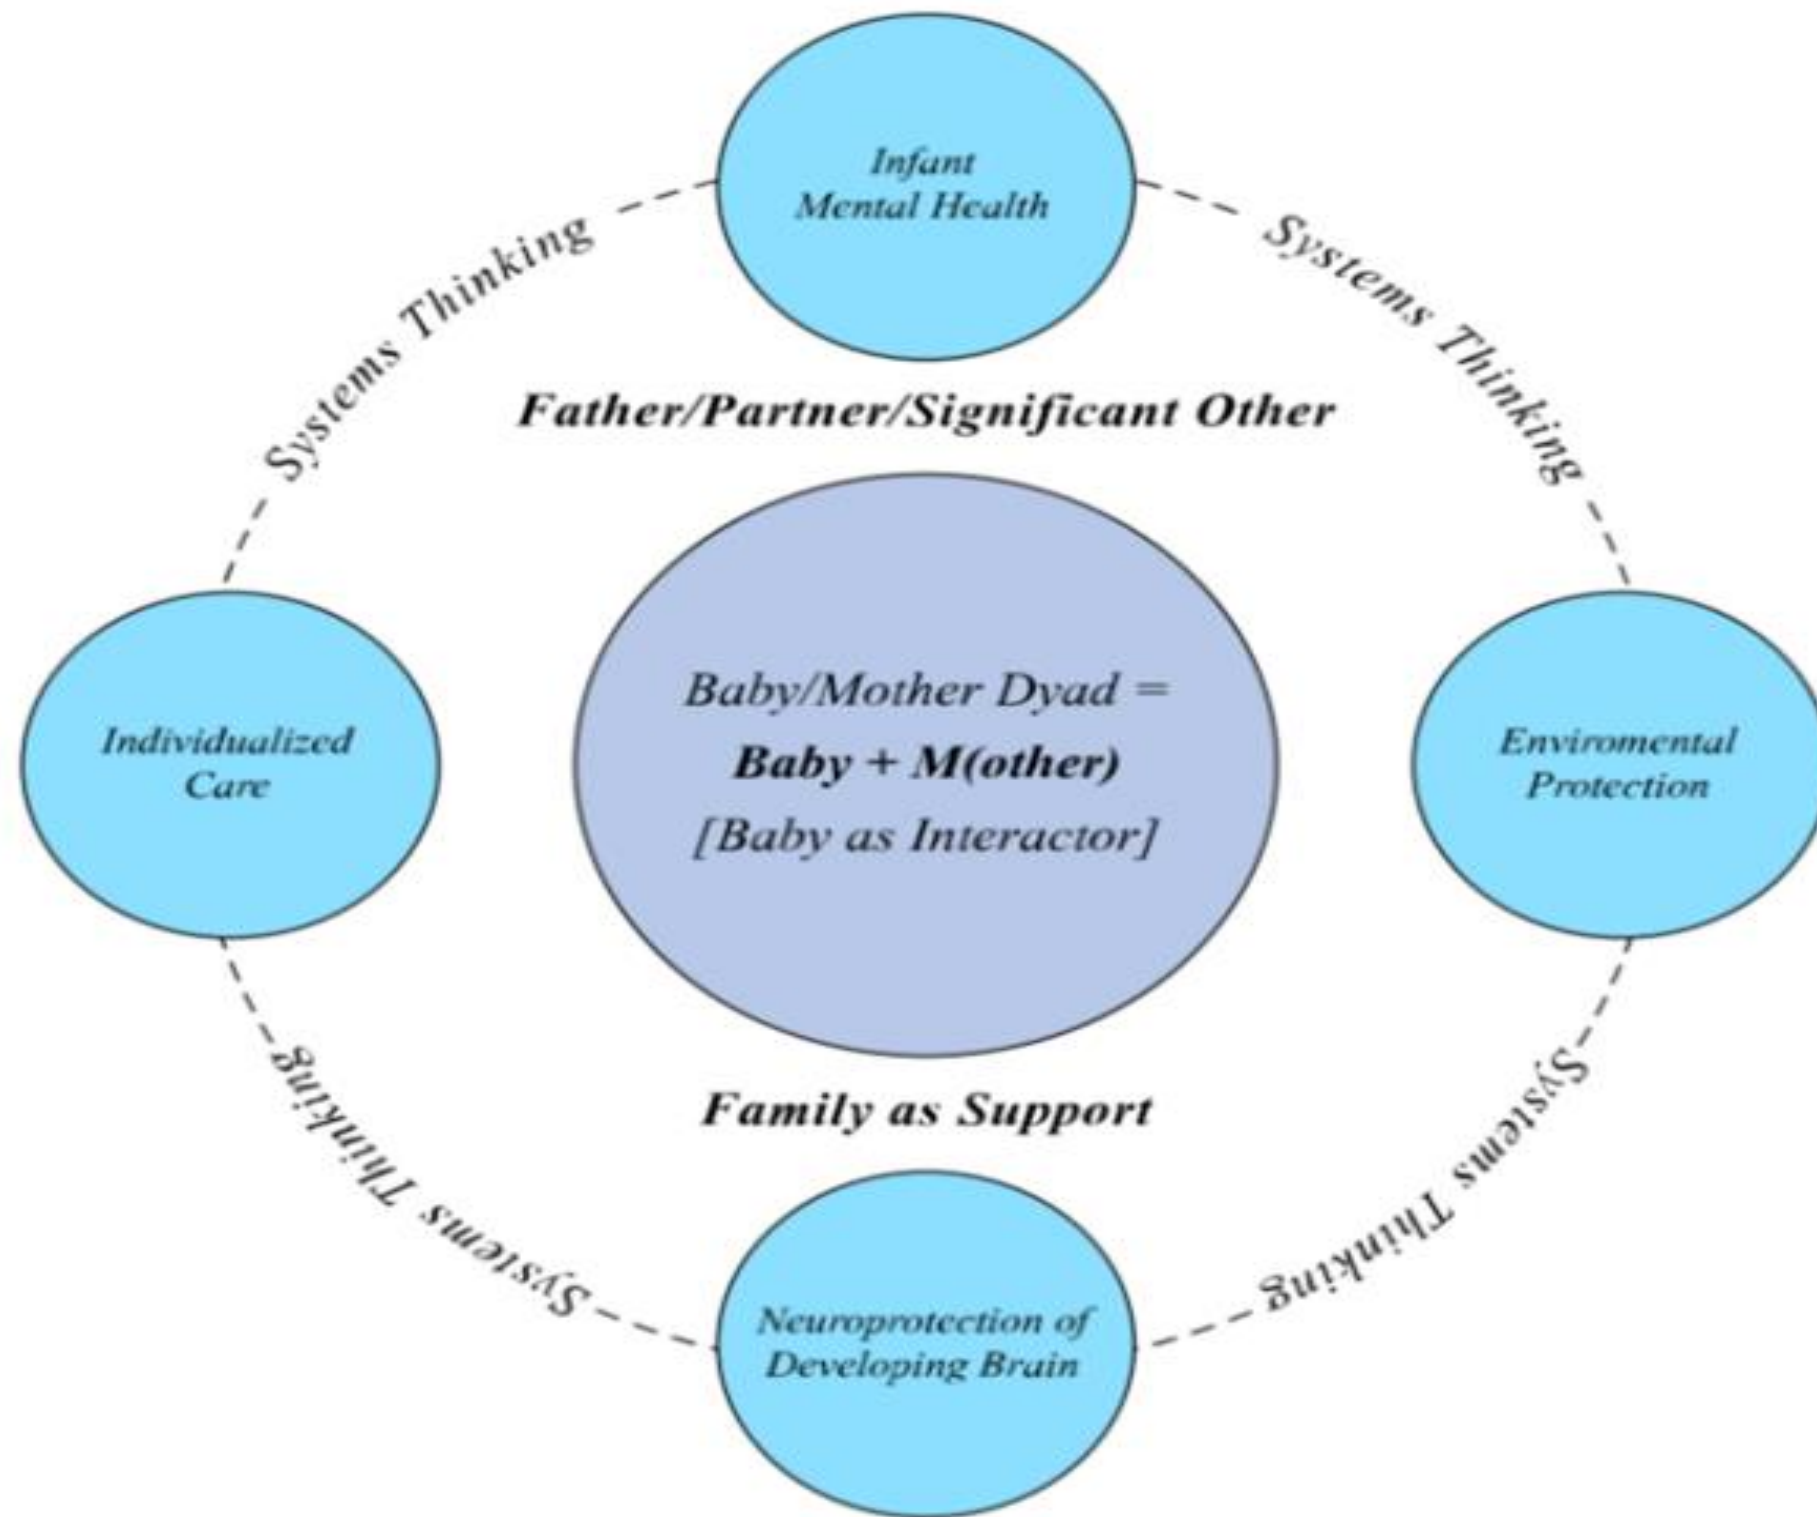 Infant
Mental Health
Systems Thinking
Systems Thinking
Father/Partner/Significant Other
Individualized
Care
Baby/Mother Dyad =
Baby + M(other)
[Baby as Interactor]
Enviromental
Protection
Family as Support
Systems Thinking
Systems Thinking
Neuroprotection of
Developing Brain